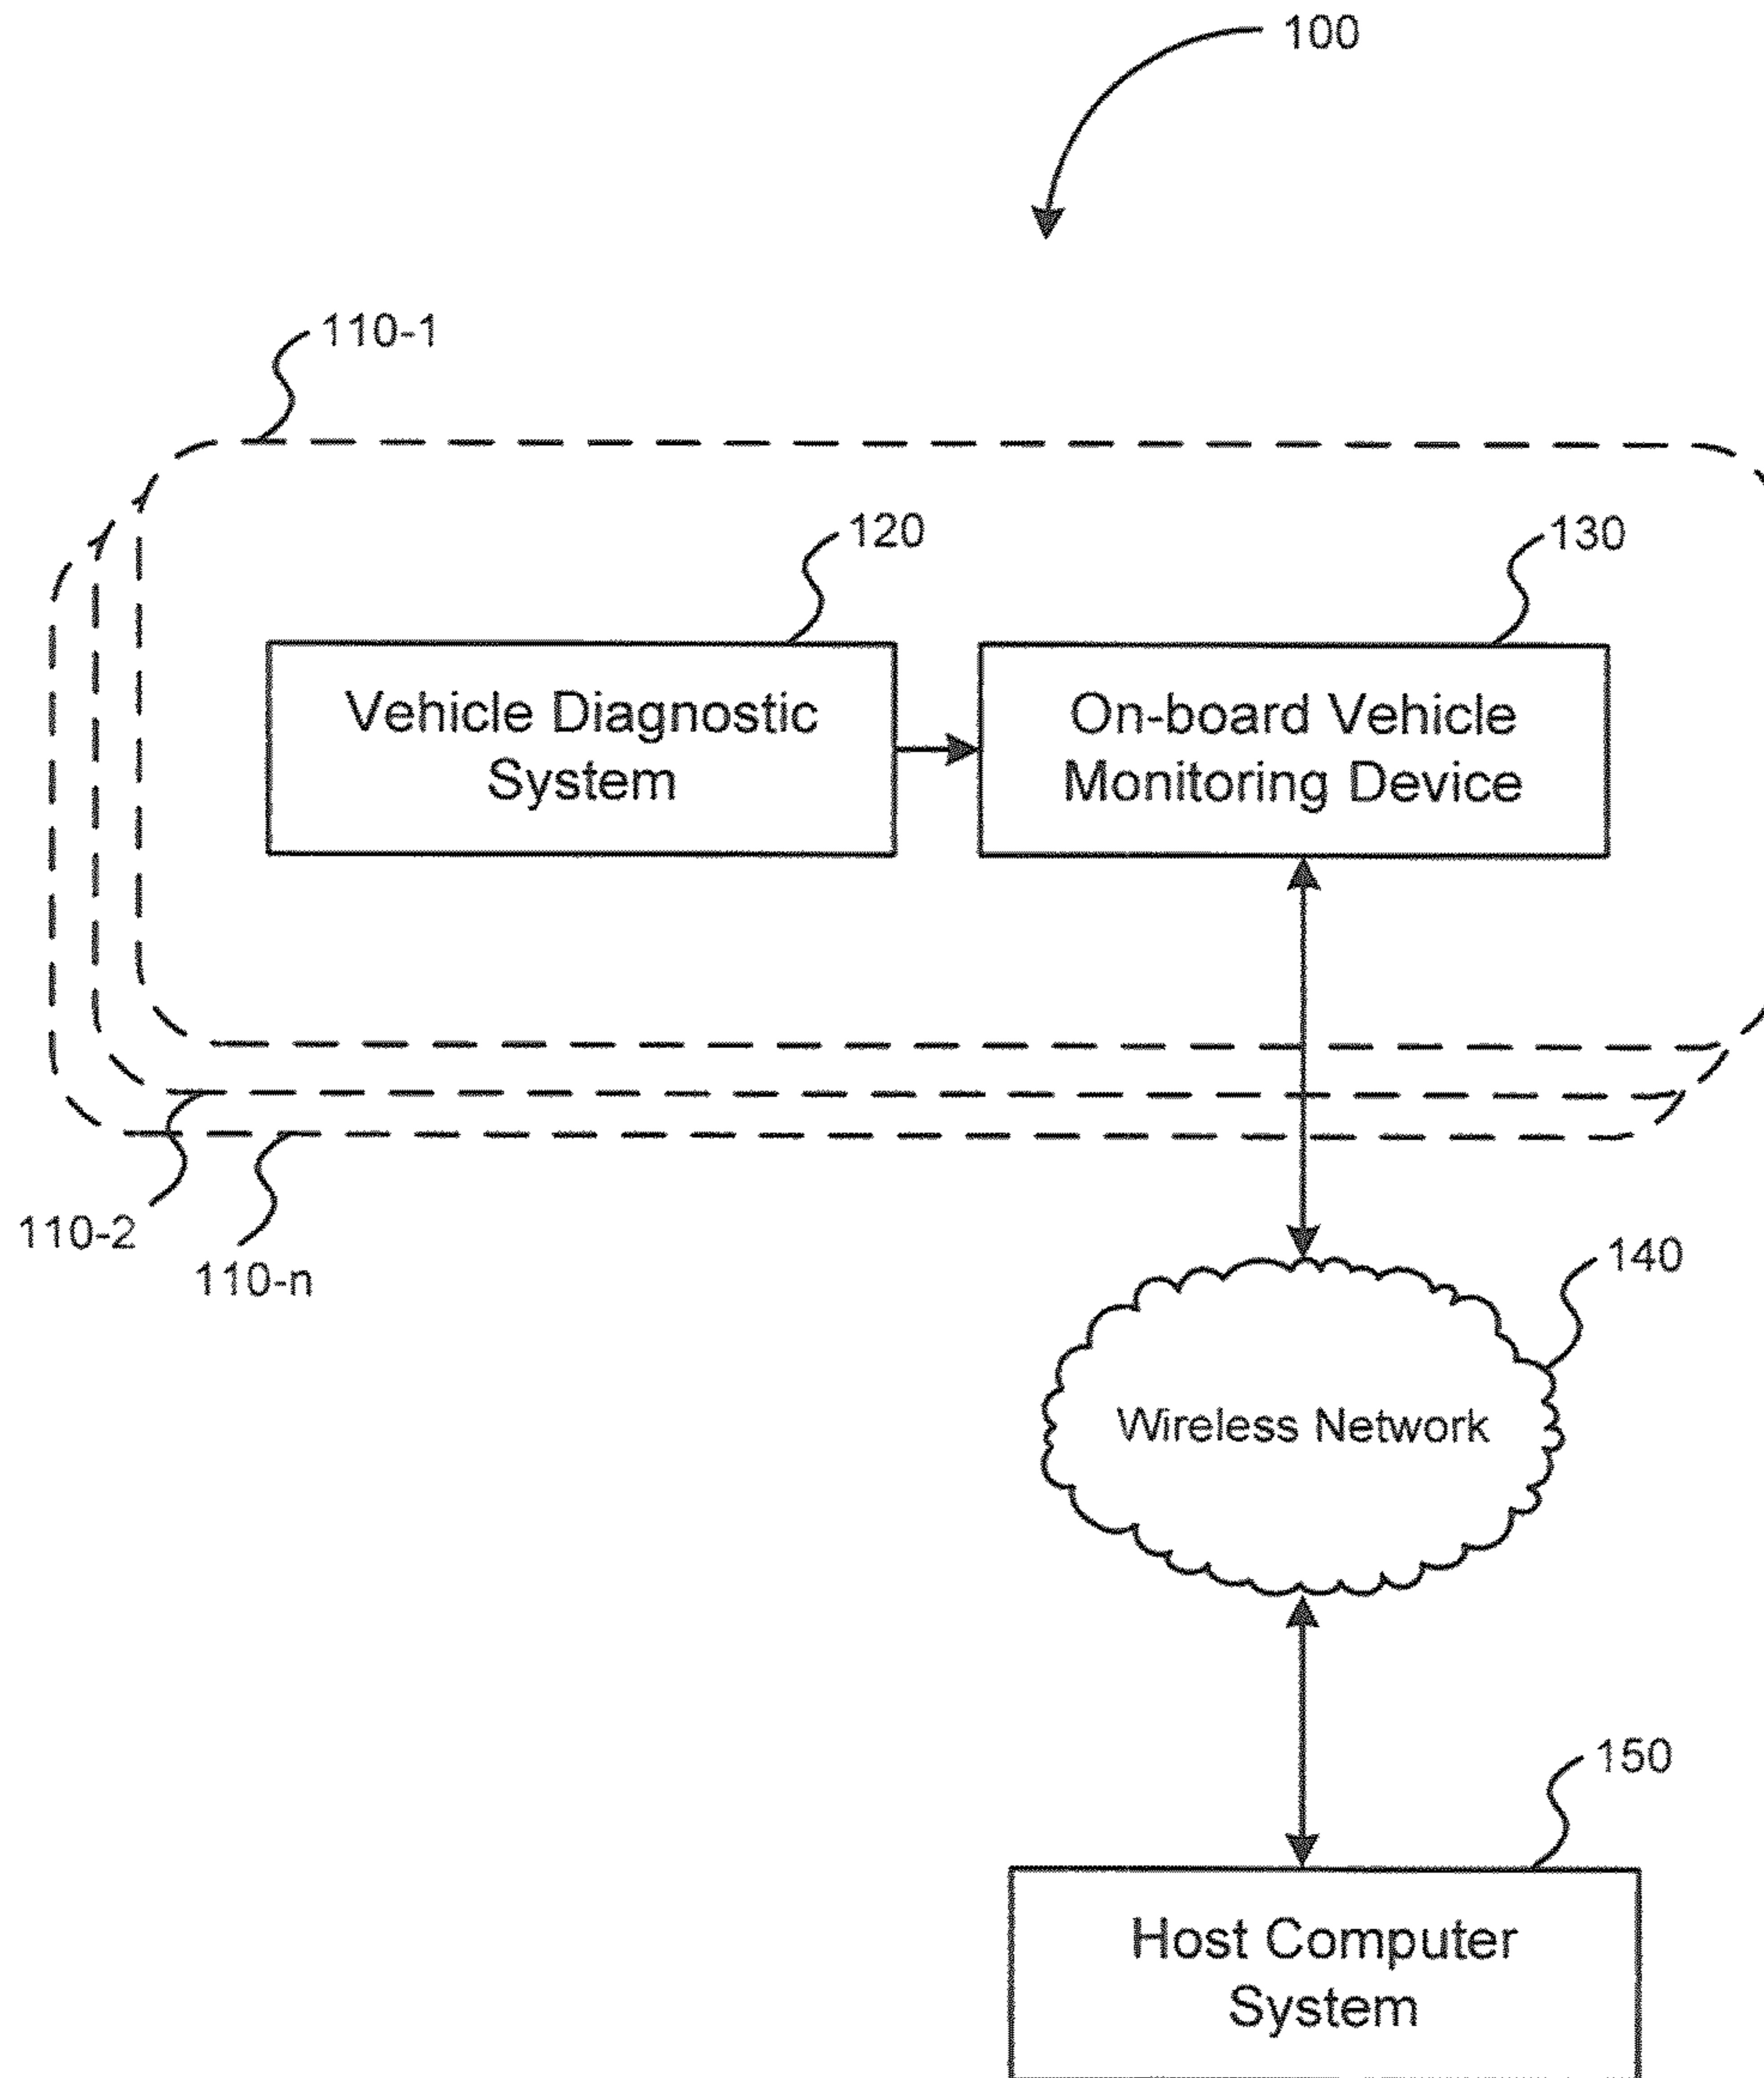 100
110-1
120
130
Vehicle Diagnostic
System
On-board Vehicle
Monitoring Device
110-2
110-n
140
Wireless Network
150
Host Computer
System